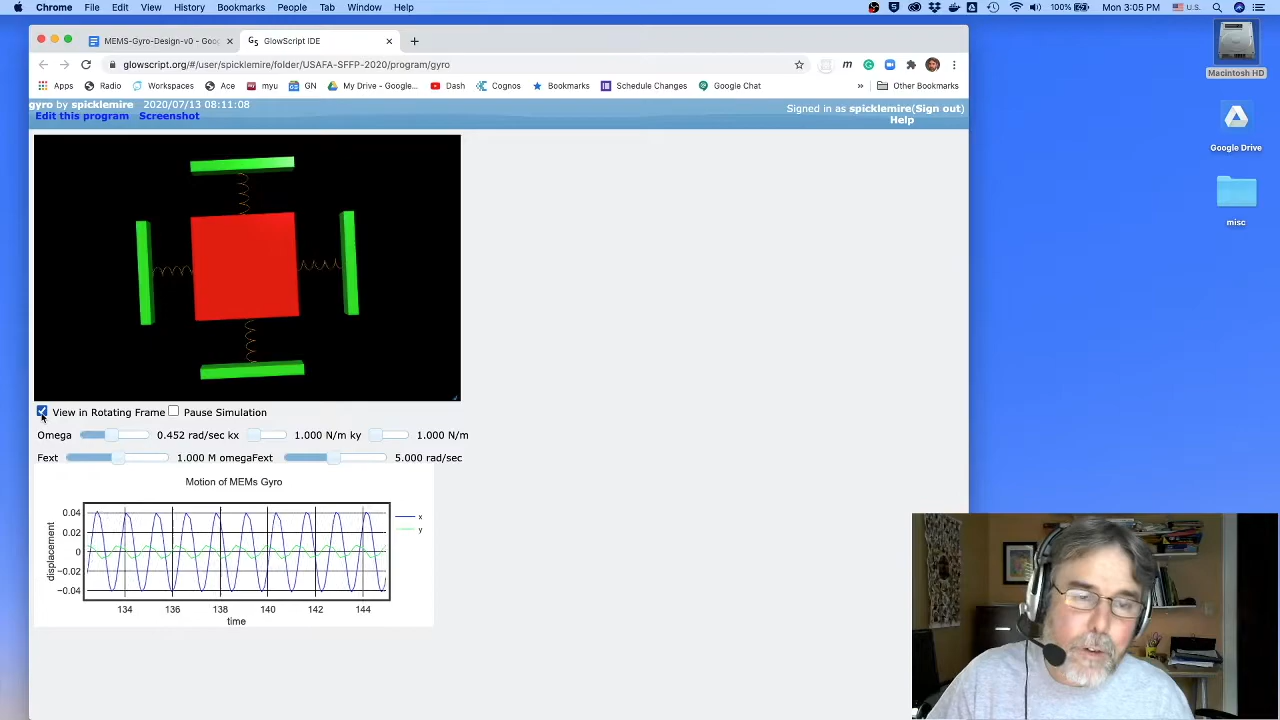 Chrome File Edit View History Bookmarks People Tab Window Help 100% Mon 3:05 PM U.S.
MEMS-Gyro-Design-v0 - Goo GlowScript IDE
glowscript.org/#/user/spicklemire/folder/USAFA-SFFP-2020/program/gyro
Apps Radio Workspaces Ace myu GN My Drive - Google... Dash Cognos Bookmarks Schedule Changes Google Chat » Other Bookmarks
gyro by spicklemire 2020/07/13 08:11:08
Signed in as spicklemire(Sign out)
Edit this program Screenshot
Help
View in Rotating Frame Pause Simulation
Omega 0.452 rad/sec kx 1.000 N/m ky 1.000 N/m
Fext 1.000 M omegaFext 5.000 rad/sec
Motion of MEMs Gyro
x
y
displacement
0.04
0.02
0
−0.02
−0.04
134 136 138 140 142 144
time
Macintosh HD
Google Drive
misc